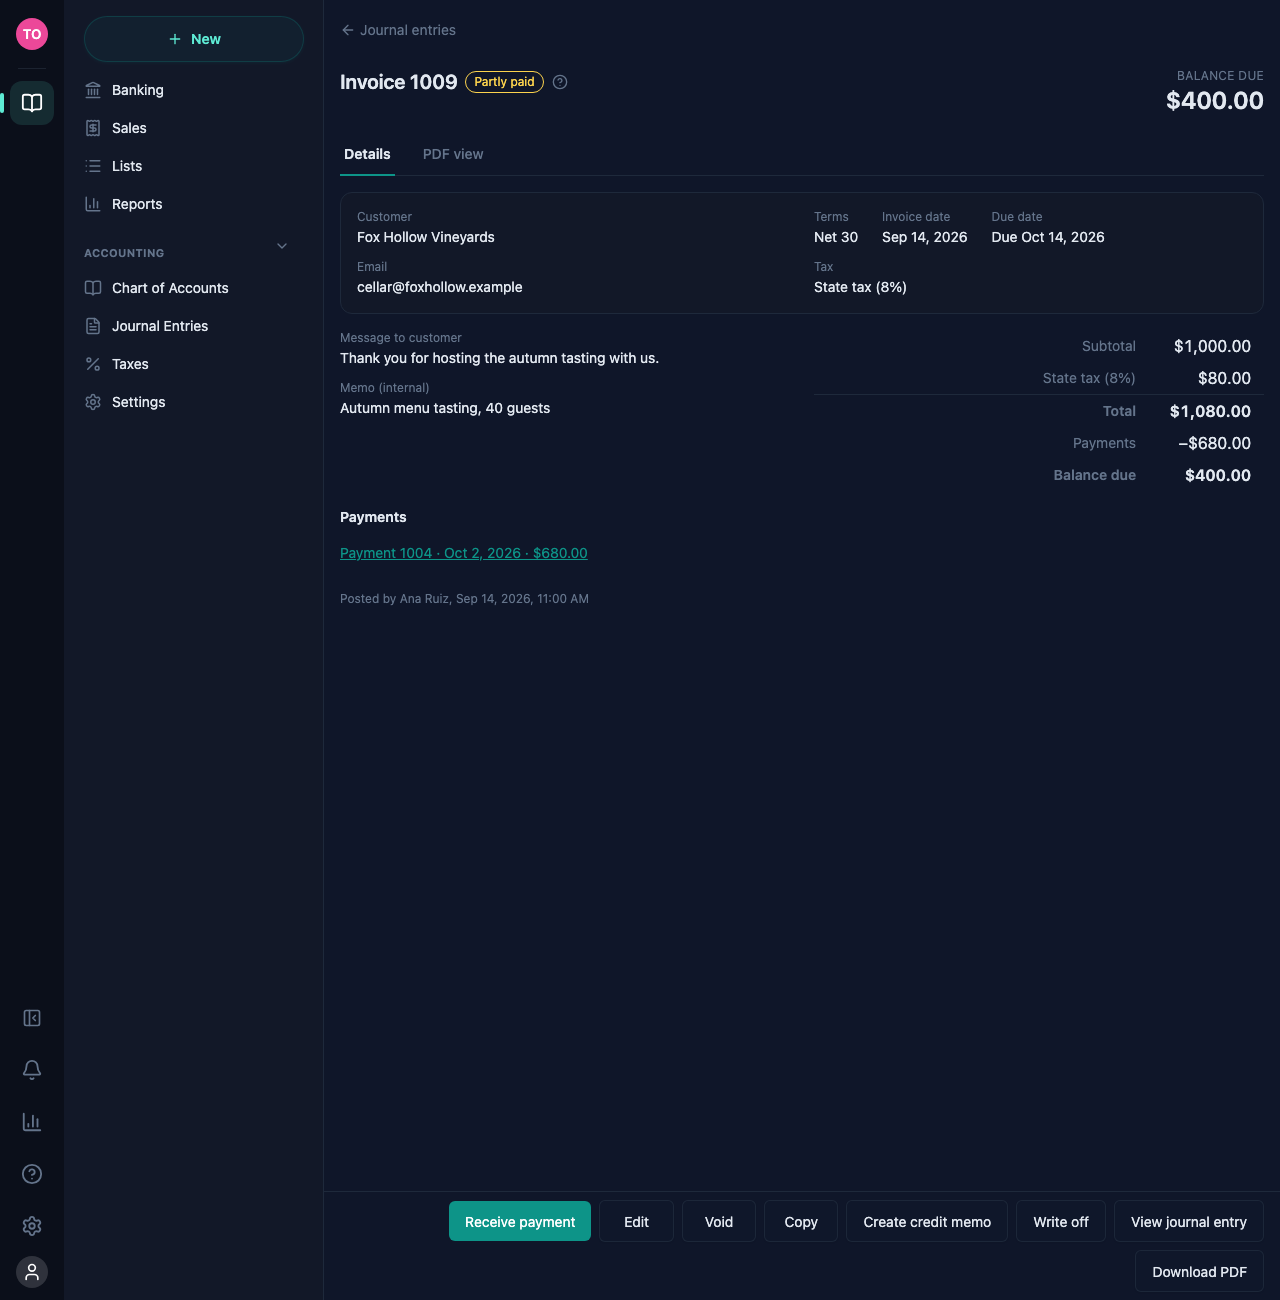 TO
New
Banking
Sales
Lists
Reports
ACCOUNTING
Chart of Accounts
Journal Entries
Taxes
Settings
Journal entries
Invoice 1009 Partly paid
BALANCE DUE
$400.00
Details PDF view
Customer
Fox Hollow Vineyards
Terms Invoice date Due date
Net 30 Sep 14, 2026 Due Oct 14, 2026
Email
cellar@foxhollow.example
Tax
State tax (8%)
Message to customer
Thank you for hosting the autumn tasting with us.
Memo (internal)
Autumn menu tasting, 40 guests
Subtotal $1,000.00
State tax (8%) $80.00
Total $1,080.00
Payments –$680.00
Balance due $400.00
Payments
Payment 1004 · Oct 2, 2026 · $680.00
Posted by Ana Ruiz, Sep 14, 2026, 11:00 AM
Receive payment Edit Void Copy Create credit memo Write off View journal entry
Download PDF